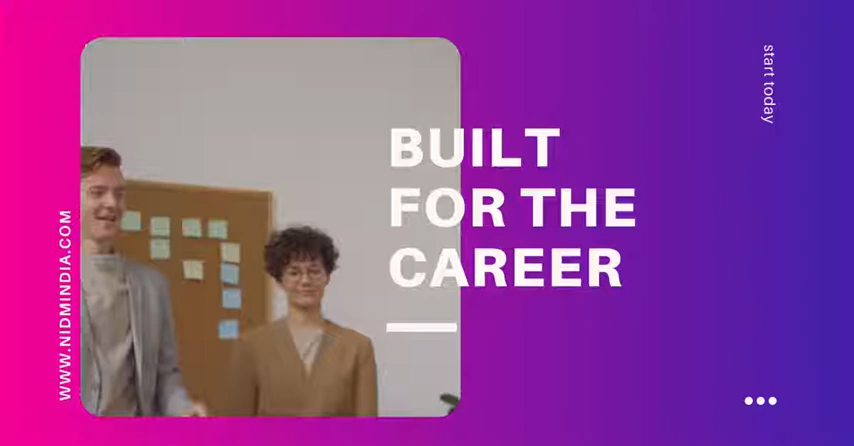 BUILT
FOR THE
CAREER
start today
WWW.NIDMINDIA.COM